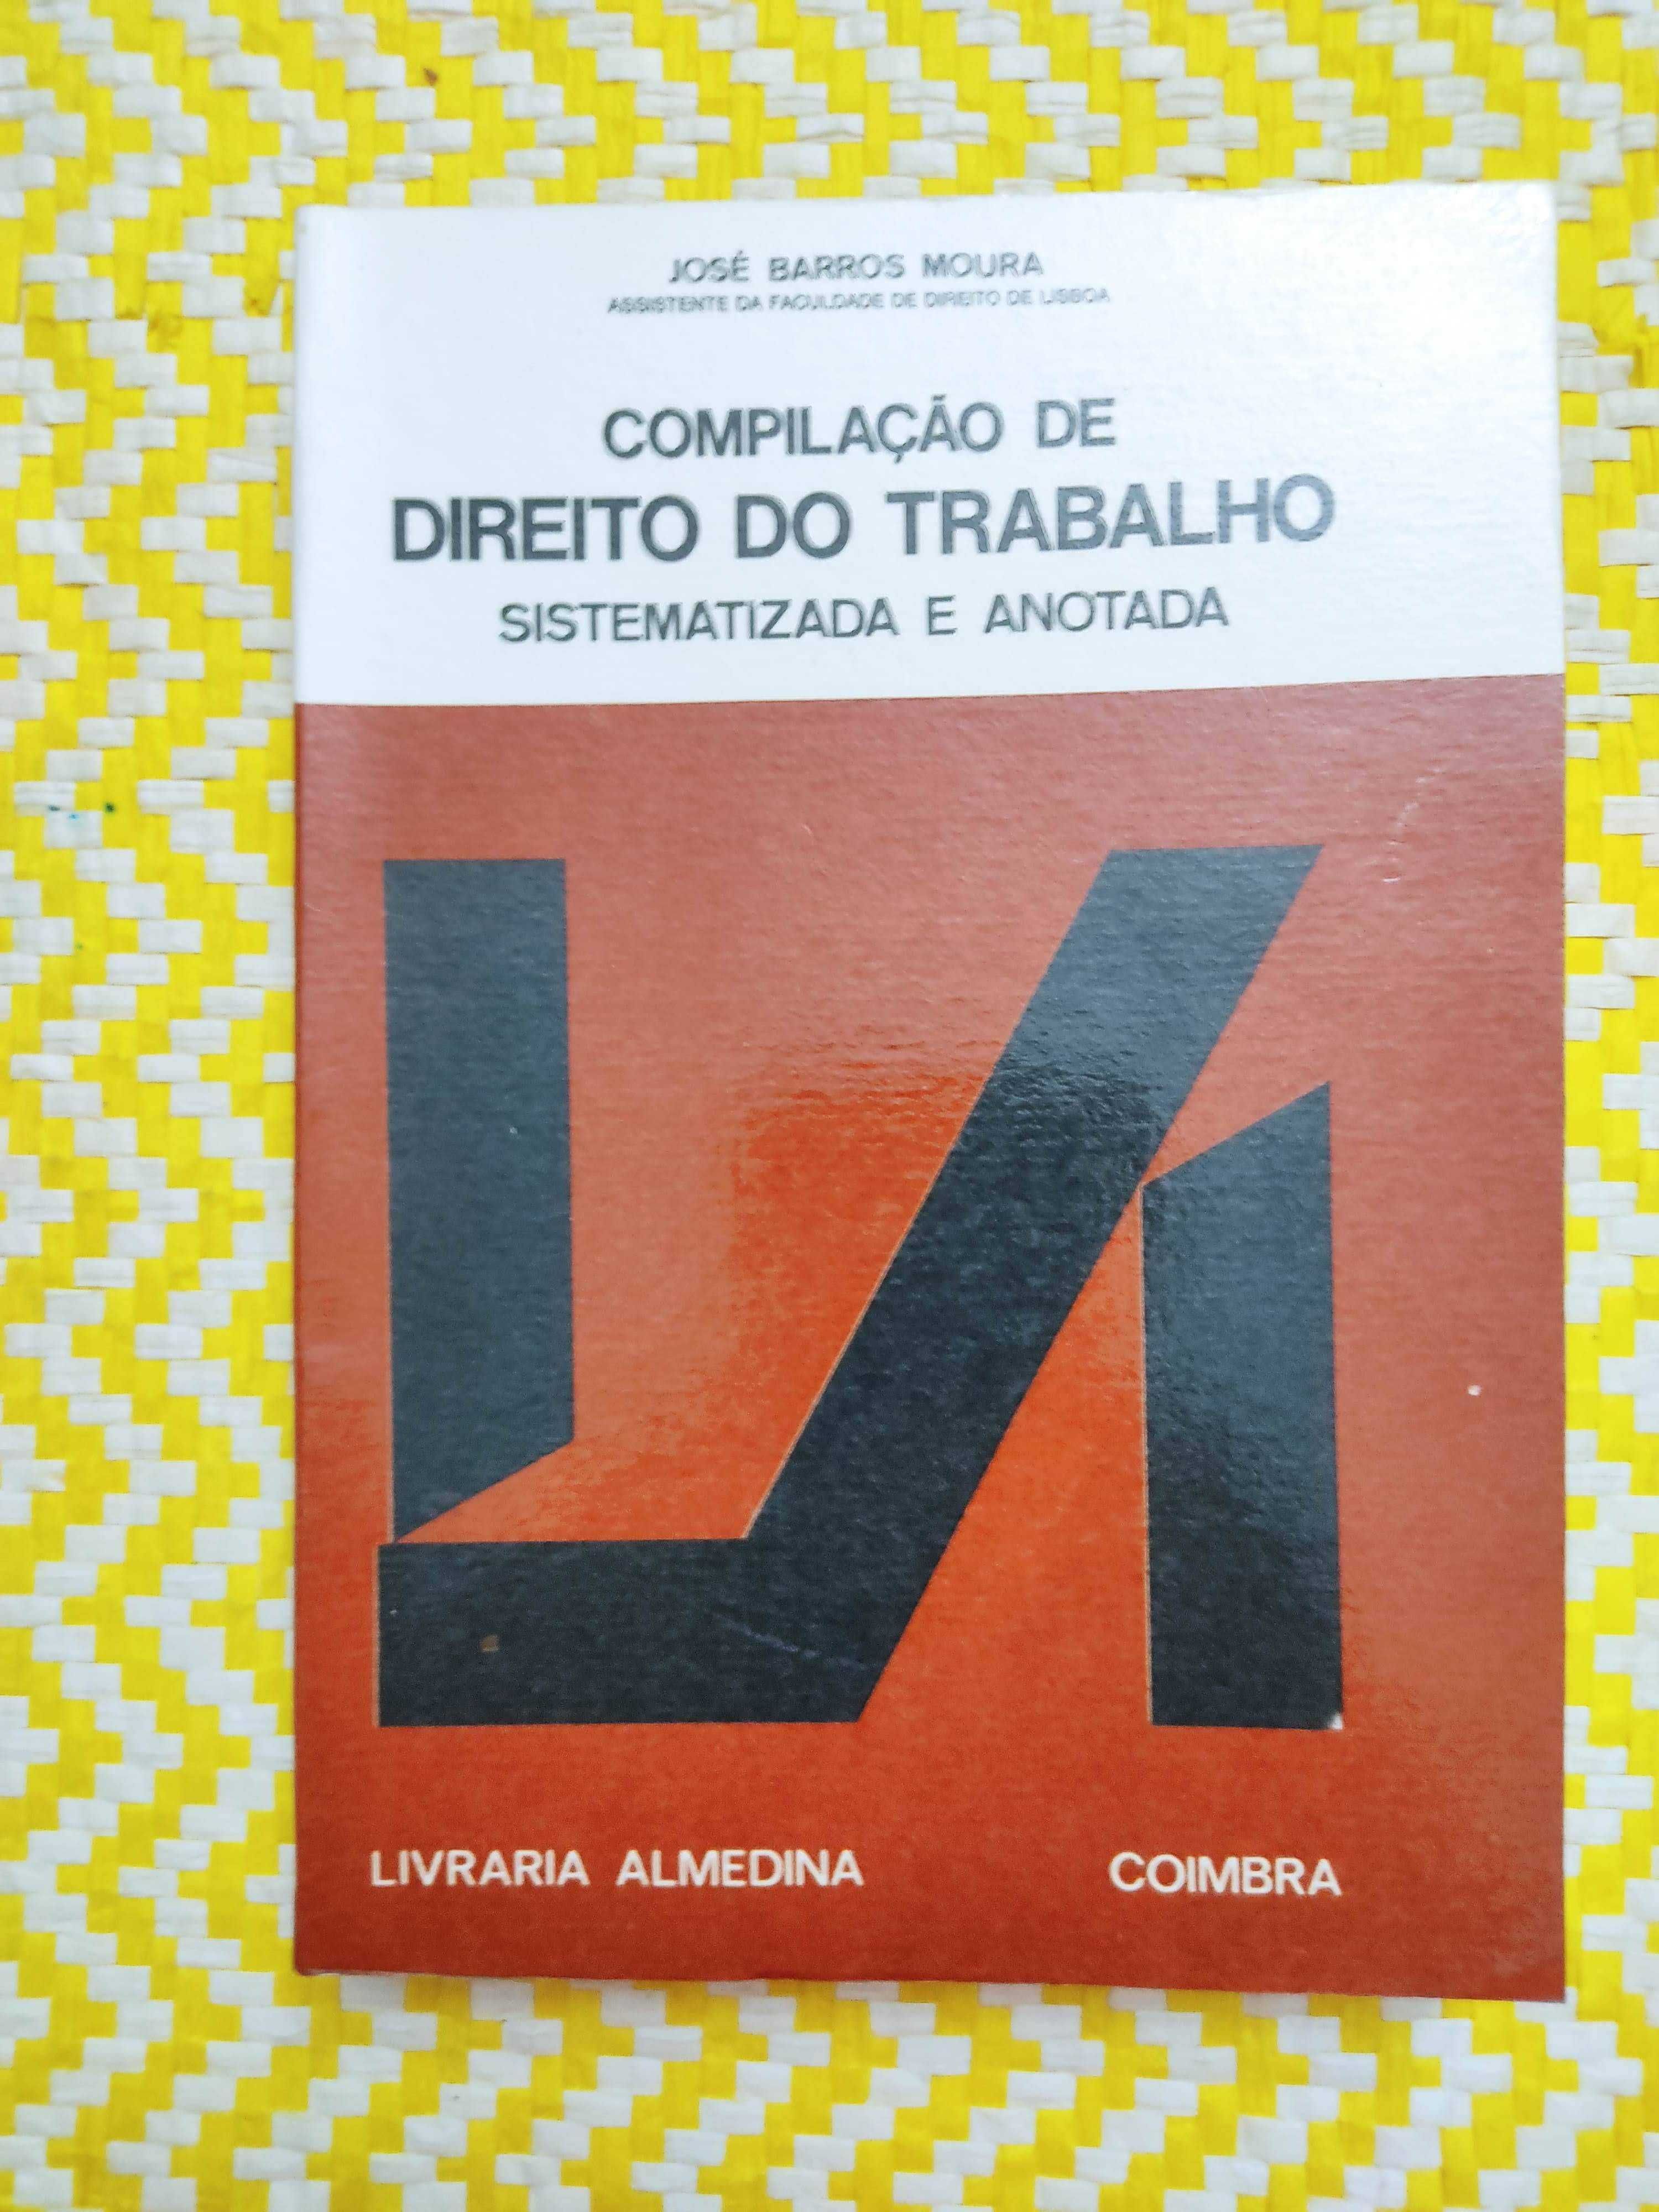 JOSÉ BARROS MOURA
ASSISTENTE DA FACULDADE DE DIREITO DE LISBOA
COMPILAÇÃO DE
DIREITO DO TRABALHO
SISTEMATIZADA E ANOTADA
LA
LIVRARIA ALMEDINA COIMBRA